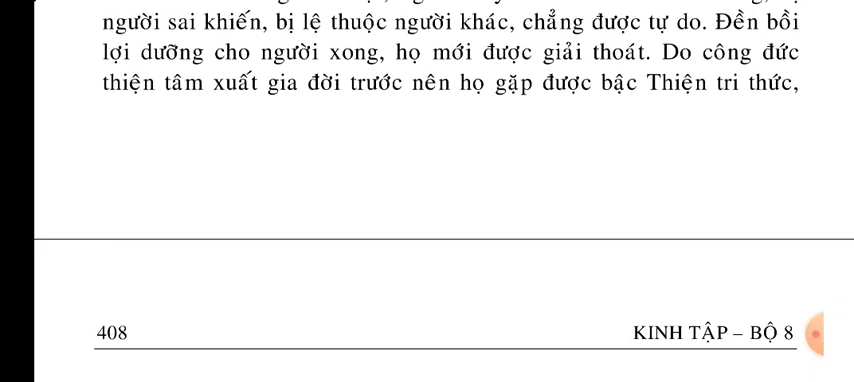 người sai khiến, bị lệ thuộc người khác, chẳng được tự do. Đền bồi
lợi dưỡng cho người xong, họ mới được giải thoát. Do công đức
thiện tâm xuất gia đời trước nên họ gặp được bậc Thiện tri thức,
408
KINH TẬP – BỘ 8